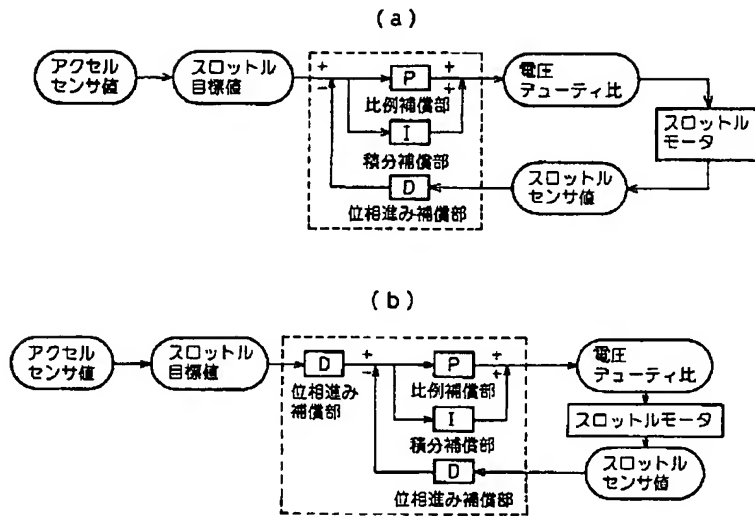 (a)
アクセル
センサ値
スロットル
目標値
+
-
P
+
+
比例補償部
I
積分補償部
D
位相進み補償部
電圧
デューティ比
スロットル
モータ
スロットル
センサ値
(b)
アクセル
センサ値
スロットル
目標値
D
位相進み
補償部
+
-
P
+
+
比例補償部
I
積分補償部
D
位相進み補償部
電圧
デューティ比
スロットルモータ
スロットル
センサ値